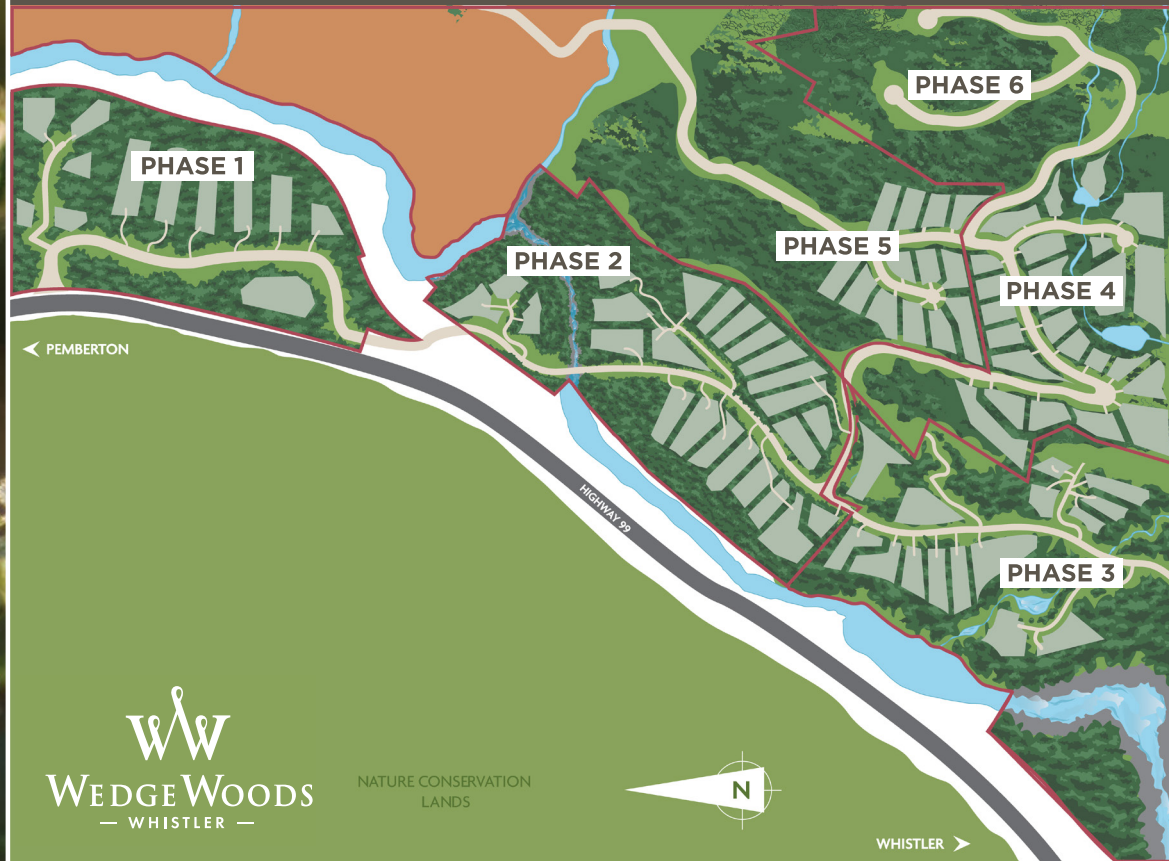 PHASE 6
PHASE 1
PHASE 5
PHASE 2
PHASE 4
PEMBERTON
HIGHWAY 99
PHASE 3
WW
WEDGEWOODS
— WHISTLER —
NATURE CONSERVATION
LANDS
N
WHISTLER